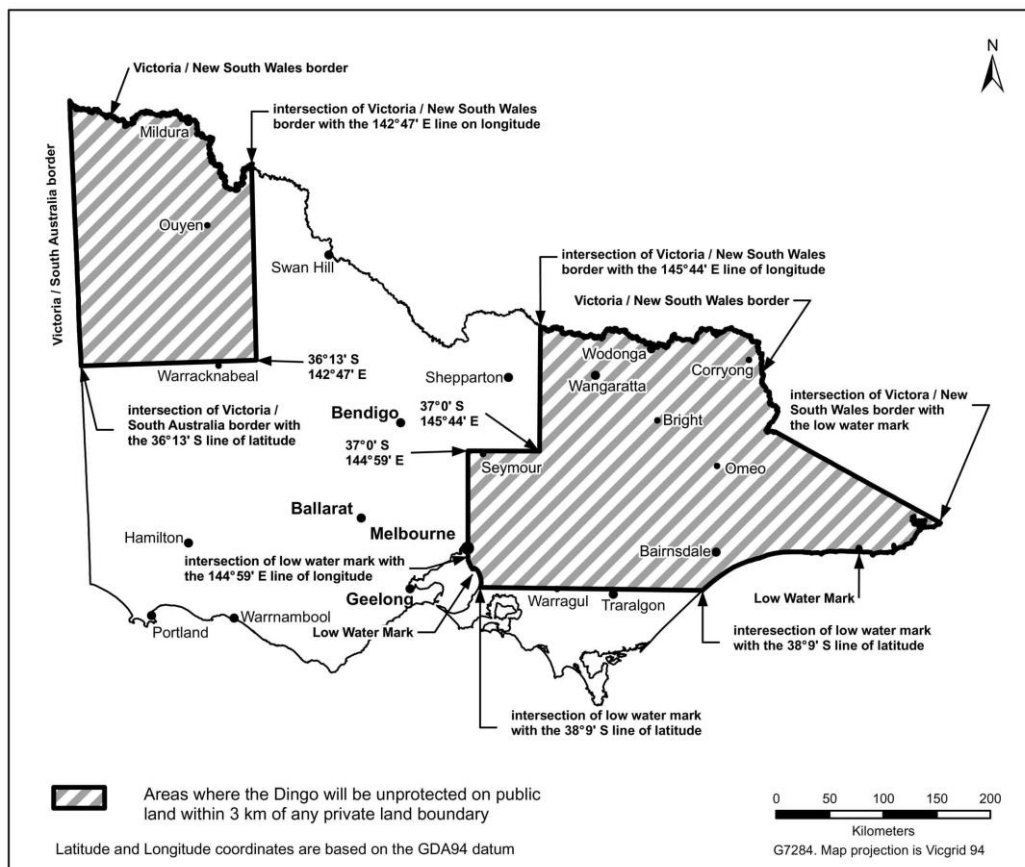 N
Victoria / New South Wales border
intersection of Victoria / New South Wales
border with the 142°47' E line on longitude
Mildura
Victoria / South Australia border
Ouyen
Swan Hill
intersection of Victoria / New South Wales
border with the 145°44' E line of longitude
Victoria / New South Wales border
36°13' S
142°47' E
Warracknabeal
Wodonga
Corryong
Shepparton
Wangaratta
intersection of Victoria /
South Australia border with
the 36°13' S line of latitude
Bendigo
37°0' S
145°44' E
Bright
intersection of Victora / New
South Wales border with
the low water mark
37°0' S
144°59' E
Seymour
Omeo
Ballarat
Hamilton
Melbourne
intersection of low water mark with
the 144°59' E line of longitude
Bairnsdale
Geelong
Low Water Mark
Warragul
Traralgon
Low Water Mark
Portland
Warrnambool
interesection of low water mark
with the 38°9' S line of latitude
intersection of low water mark
with the 38°9' S line of latitude
Areas where the Dingo will be unprotected on public
land within 3 km of any private land boundary
0 50 100 150 200
Kilometers
Latitude and Longitude coordinates are based on the GDA94 datum
G7284. Map projection is Vicgrid 94